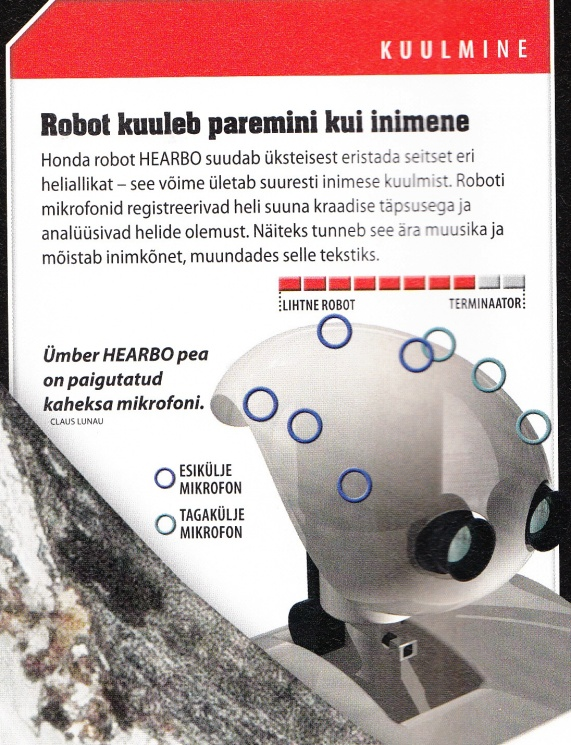 KUULMINE
Robot kuuleb paremini kui inimene
Honda robot HEARBO suudab üksteisest eristada seitset eri
heliallikat – see võime ületab suuresti inimese kuulmist. Roboti
mikrofonid registreerivad heli suuna kraadise täpsusega ja
analüüsivad helide olemust. Näiteks tunneb see ära muusika ja
mõistab inimkõnet, muundades selle tekstiks.
LIHTNE ROBOT
TERMINAATOR
Ümber HEARBO pea
on paigutatud
kaheksa mikrofoni.
CLAUS LUNAU
ESIKÜLJE
MIKROFON
TAGAKÜLJE
MIKROFON